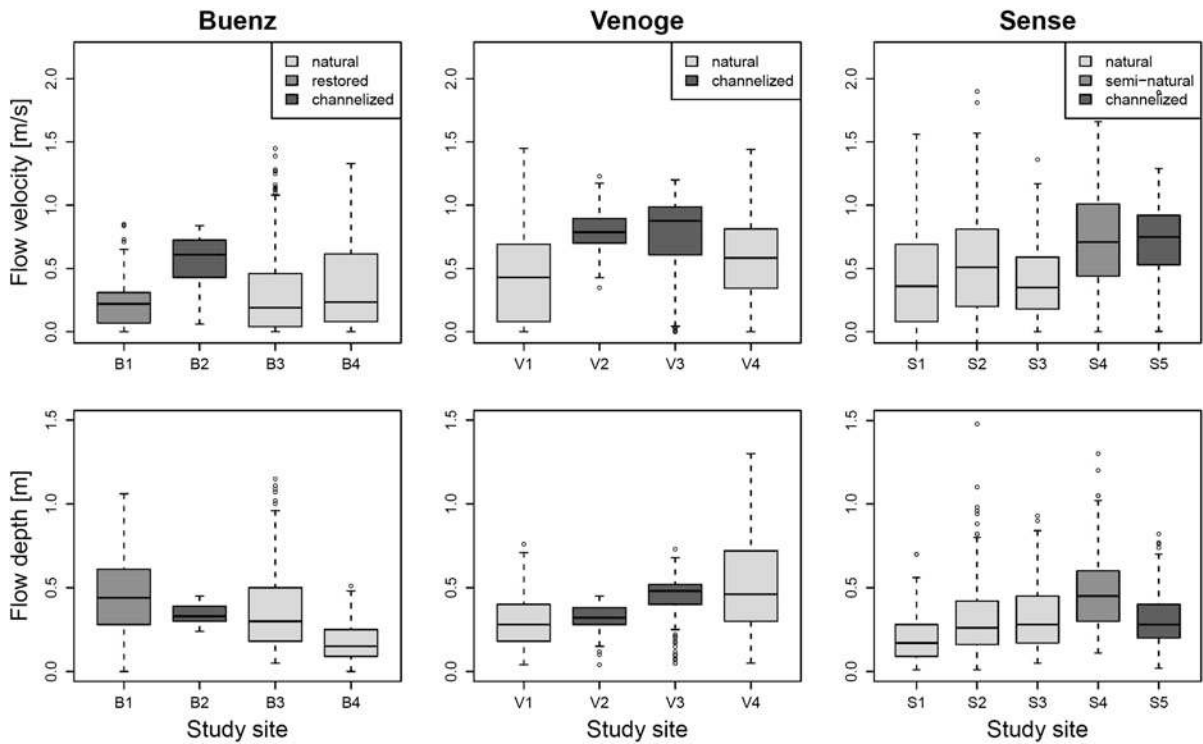 Buenz
Venoge
Sense
Flow velocity [m/s]
2.0
1.5
1.0
0.5
0.0
natural
restored
channelized
B1 B2 B3 B4
2.0
1.5
1.0
0.5
0.0
natural
channelized
V1 V2 V3 V4
2.0
1.5
1.0
0.5
0.0
natural
semi-natural
channelized
S1 S2 S3 S4 S5
Flow depth [m]
1.5
1.0
0.5
0.0
B1 B2 B3 B4
Study site
1.5
1.0
0.5
0.0
V1 V2 V3 V4
Study site
1.5
1.0
0.5
0.0
S1 S2 S3 S4 S5
Study site